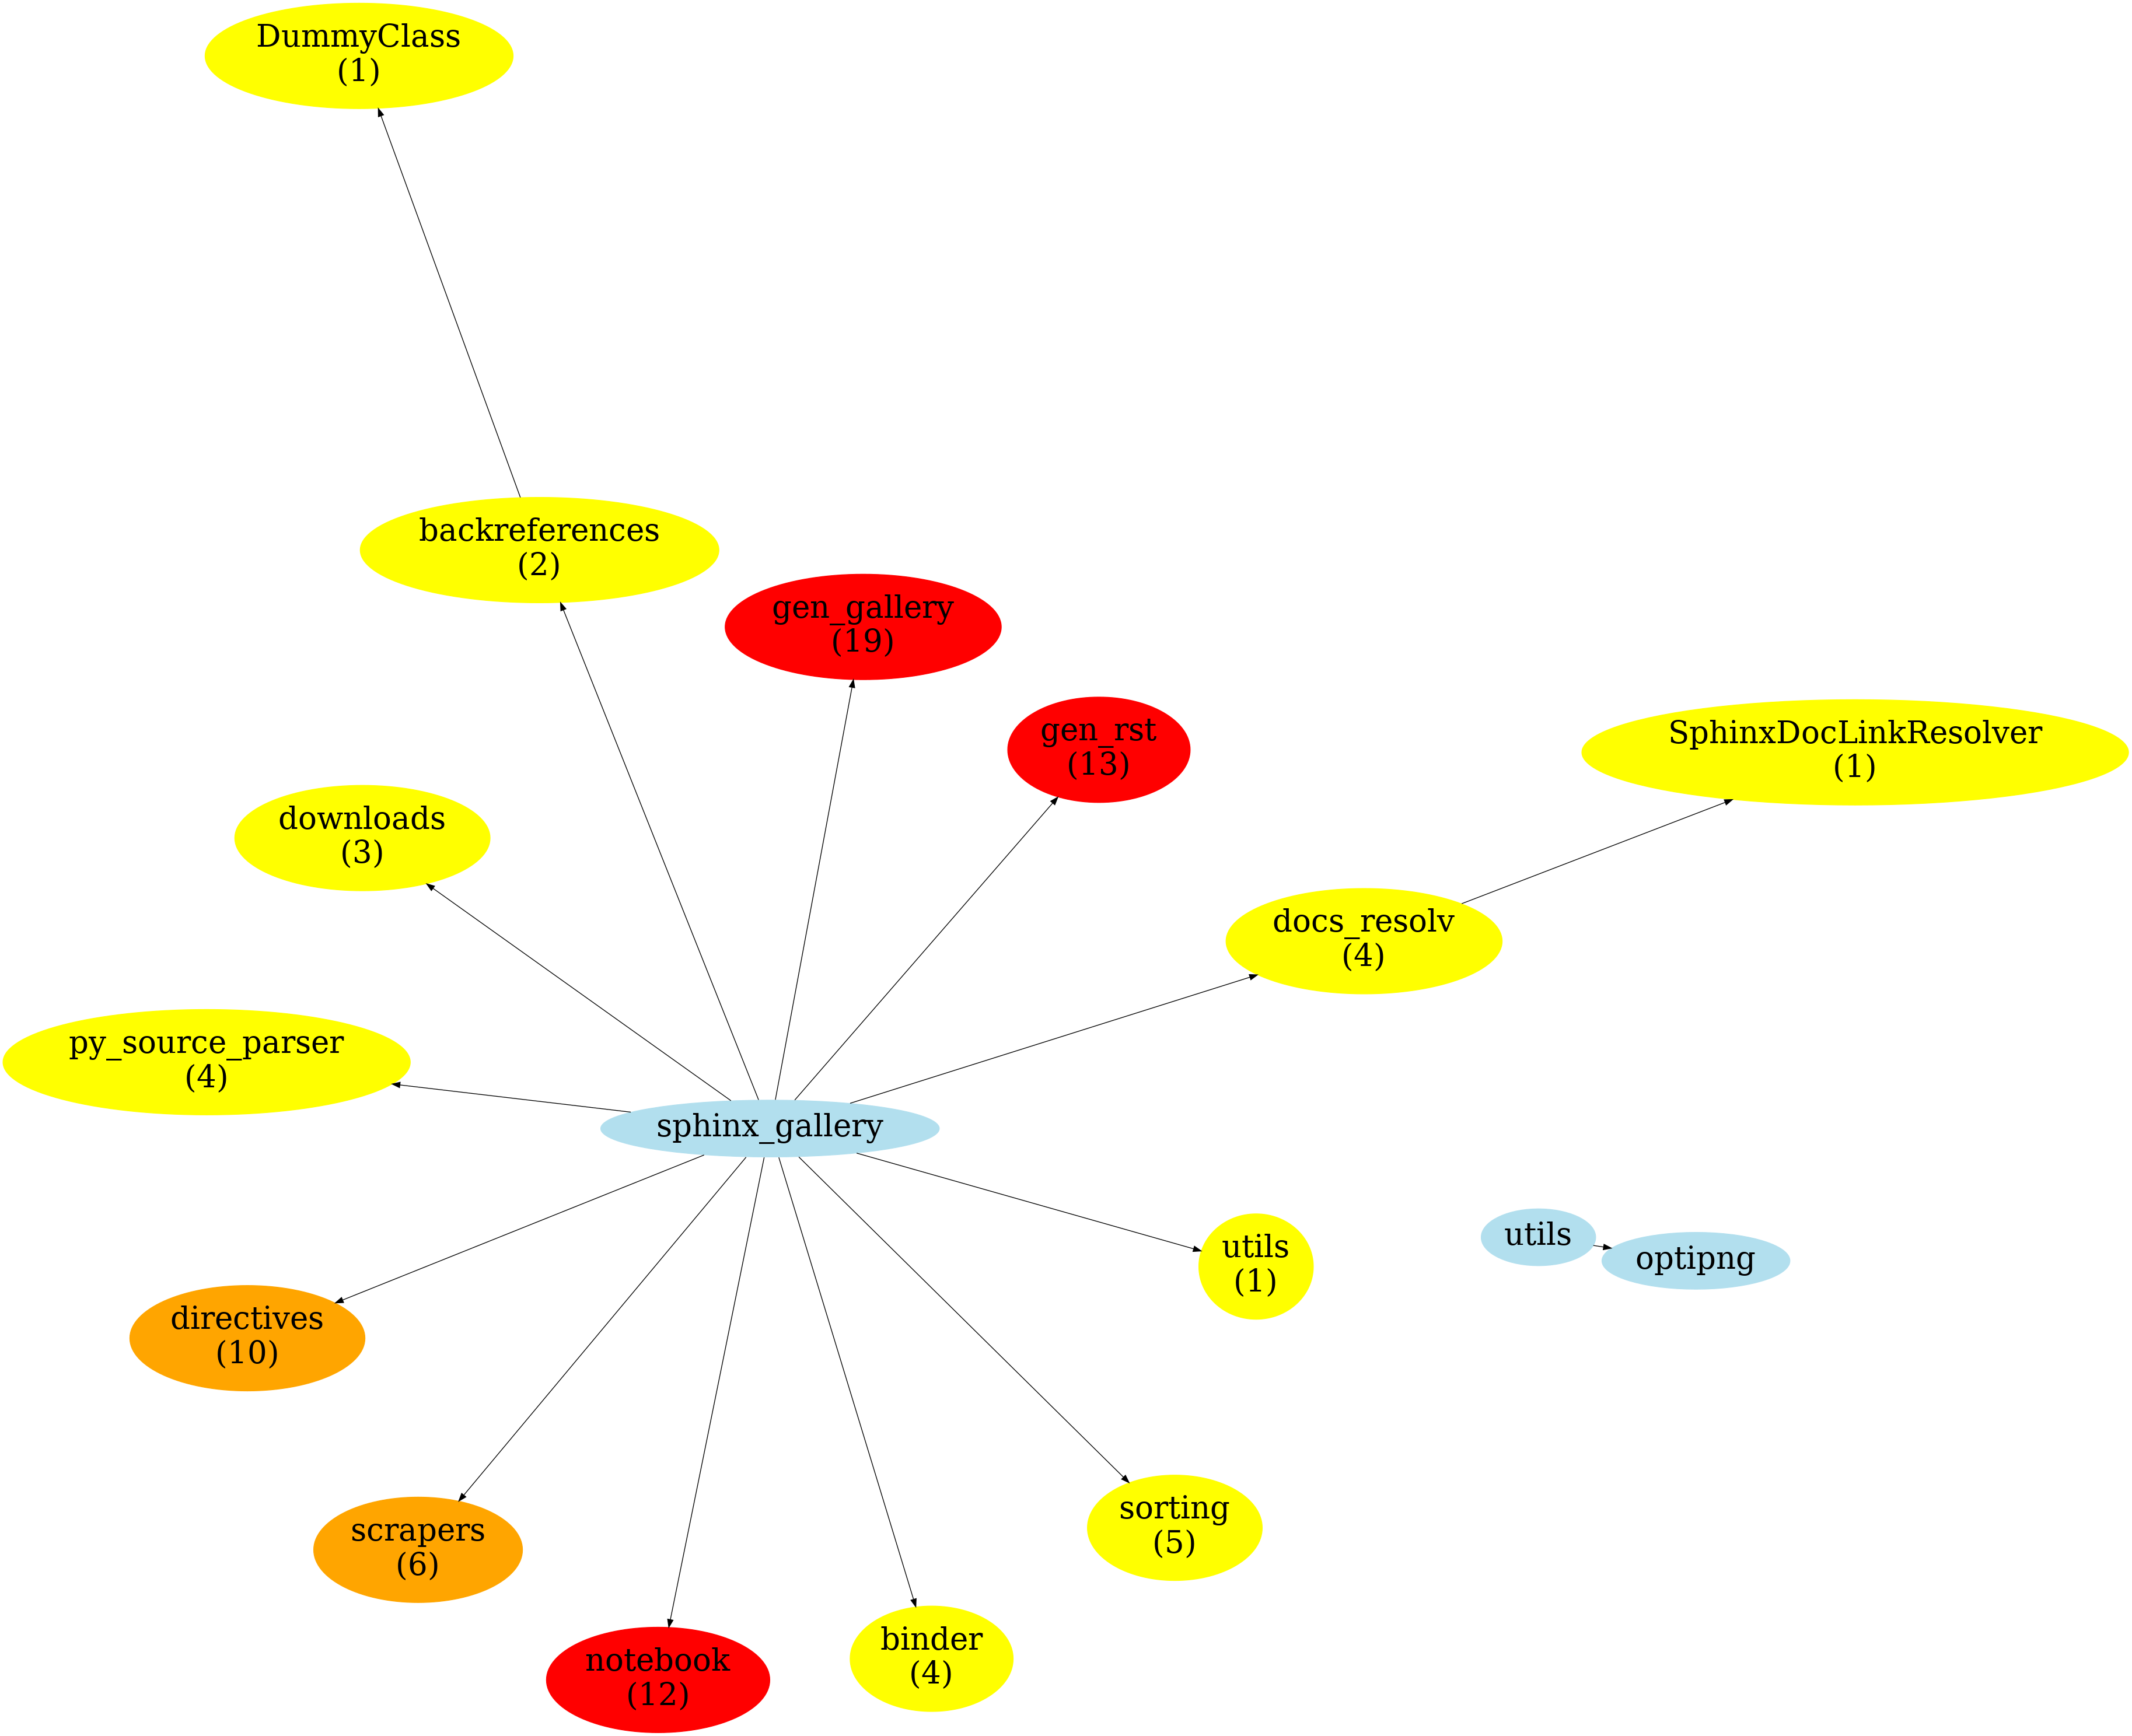 DummyClass
(1)
backreferences
(2)
gen_gallery
(19)
gen_rst
(13)
SphinxDocLinkResolver
(1)
downloads
(3)
docs_resolv
(4)
py_source_parser
(4)
sphinx_gallery
utils
optipng
utils
(1)
directives
(10)
sorting
(5)
scrapers
(6)
binder
(4)
notebook
(12)